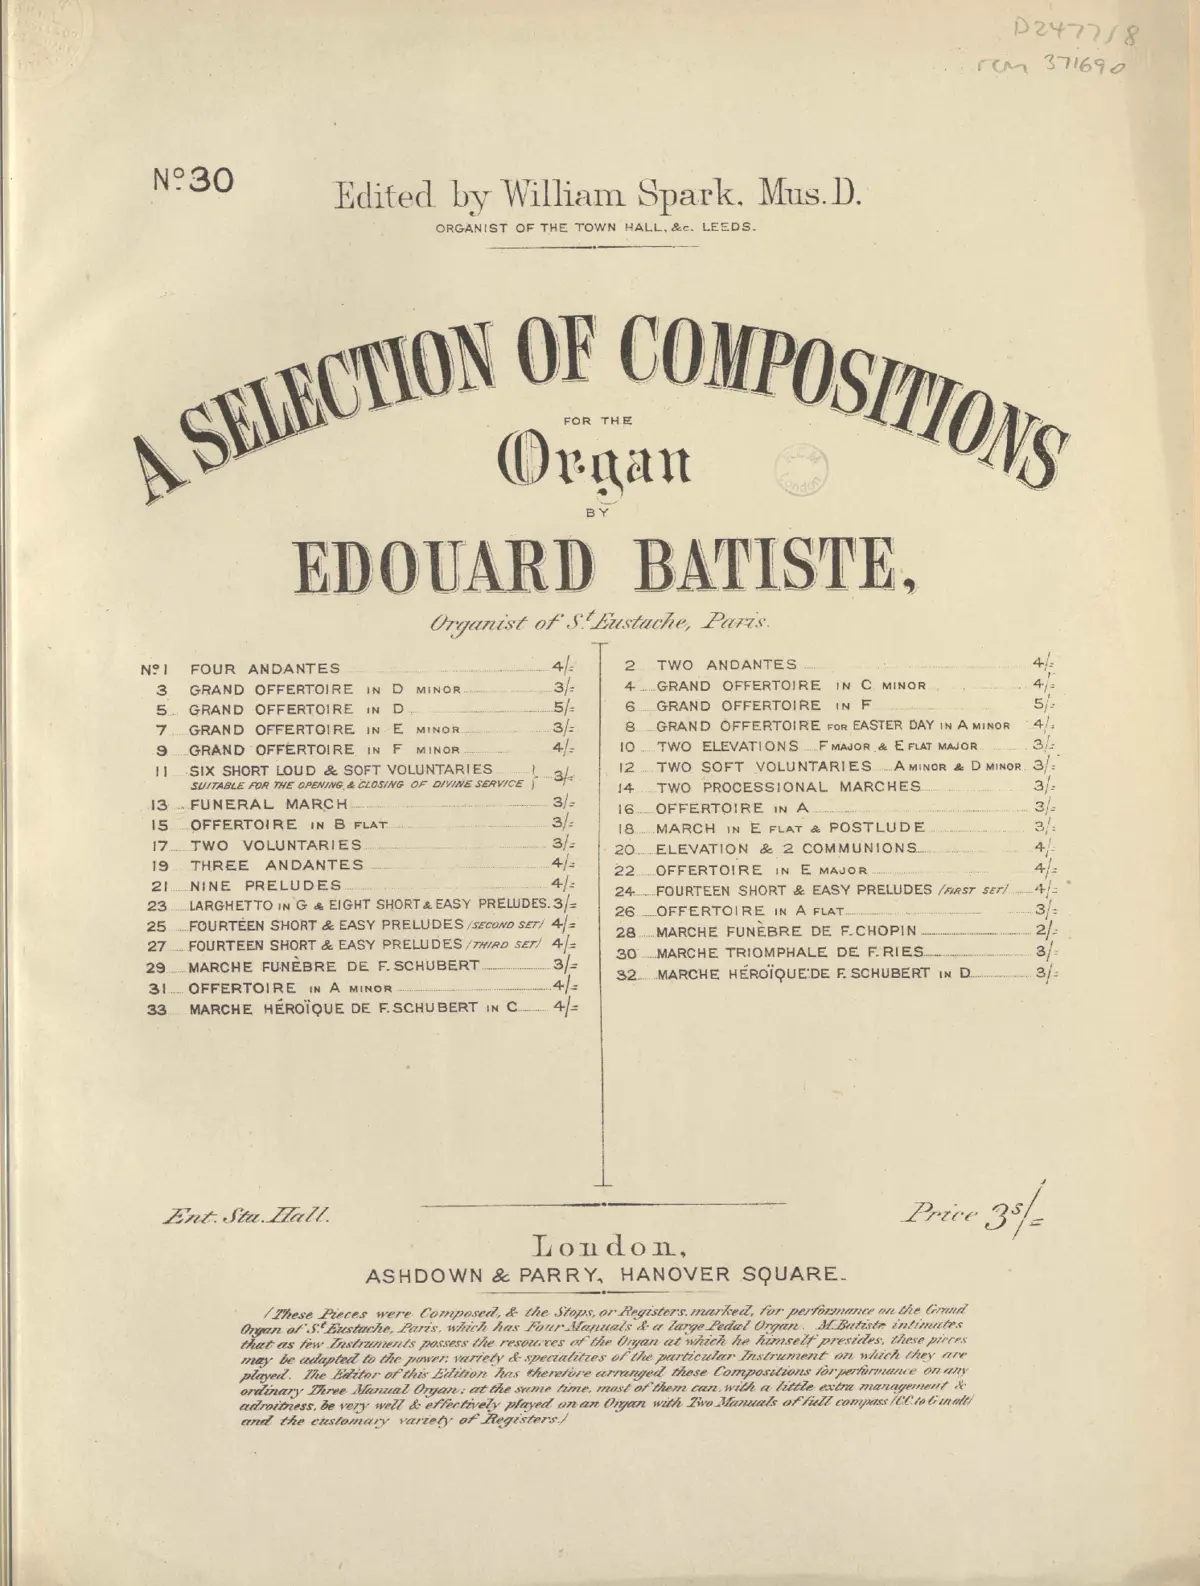 D2477/8
rcm 371690
No. 30
Edited by William Spark, Mus. D.
ORGANIST OF THE TOWN HALL, &c. LEEDS.
A SELECTION OF COMPOSITIONS
FOR THE
Organ
R.C.M
London
BY
EDOUARD BATISTE,
Organist of St. Eustache, Paris.
No. 1 FOUR ANDANTES 4/=
3 GRAND OFFERTOIRE IN D MINOR 3/=
5 GRAND OFFERTOIRE IN D 5/=
7 GRAND OFFERTOIRE IN E MINOR 3/=
9 GRAND OFFERTOIRE IN F MINOR 4/=
11 SIX SHORT LOUD & SOFT VOLUNTARIES 3/=
SUITABLE FOR THE OPENING, & CLOSING OF DIVINE SERVICE
13 FUNERAL MARCH 3/=
15 OFFERTOIRE IN B FLAT 3/=
17 TWO VOLUNTARIES 3/=
19 THREE ANDANTES 4/=
21 NINE PRELUDES 4/=
23 LARGHETTO IN G & EIGHT SHORT & EASY PRELUDES. 3/=
25 FOURTEEN SHORT & EASY PRELUDES (SECOND SET) 4/=
27 FOURTEEN SHORT & EASY PRELUDES (THIRD SET) 4/=
29 MARCHE FUNÈBRE DE F. SCHUBERT 3/=
31 OFFERTOIRE IN A MINOR 4/=
33 MARCHE HÉROÏQUE DE F. SCHUBERT IN C 4/=
2 TWO ANDANTES 4/=
4 GRAND OFFERTOIRE IN C MINOR 4/=
6 GRAND OFFERTOIRE IN F 5/=
8 GRAND OFFERTOIRE FOR EASTER DAY IN A MINOR 4/=
10 TWO ELEVATIONS F MAJOR & E FLAT MAJOR 3/=
12 TWO SOFT VOLUNTARIES A MINOR & D MINOR 3/=
14 TWO PROCESSIONAL MARCHES 3/=
16 OFFERTOIRE IN A 3/=
18 MARCH IN E FLAT & POSTLUDE 3/=
20 ELEVATION & 2 COMMUNIONS 4/=
22 OFFERTOIRE IN E MAJOR 4/=
24 FOURTEEN SHORT & EASY PRELUDES (FIRST SET) 4/=
26 OFFERTOIRE IN A FLAT 3/=
28 MARCHE FUNÈBRE DE F. CHOPIN 2/=
30 MARCHE TRIOMPHALE DE F. RIES 3/=
32 MARCHE HÉROÏQUE DE F. SCHUBERT IN D 3/=
Ent. Sta. Hall.
Price 3s/=
London,
ASHDOWN & PARRY, HANOVER SQUARE.
(These Pieces were Composed, & the Stops, or Registers, marked, for performance on the Grand
Organ of St. Eustache, Paris, which has Four Manuals & a large Pedal Organ. M. Batiste intimates
that as few Instruments possess the resources of the Organ at which he himself presides, these pieces
may be adapted to the power, variety & specialities of the particular Instrument on which they are
played. The Editor of this Edition has therefore arranged these Compositions for performance on any
ordinary Three Manual Organ; at the same time, most of them can, with a little extra management &
adroitness, be very well & effectively played on an Organ with Two Manuals of full compass (CC to G in alt)
and the customary variety of Registers.)